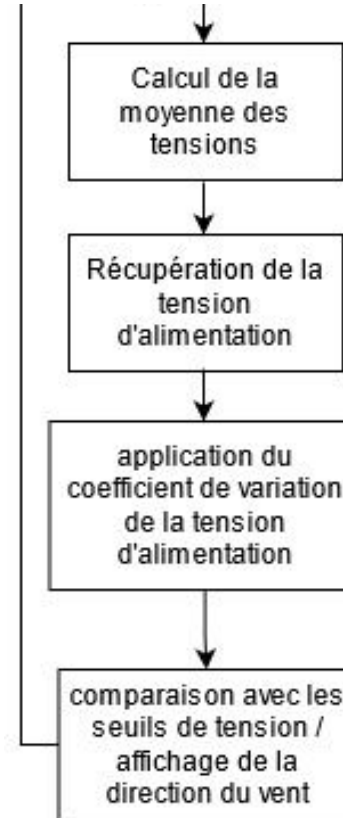 Calcul de la
moyenne des
tensions
Récupération de la
tension
d'alimentation
application du
coefficient de variation
de la tension
d'alimentation
comparaison avec les
seuils de tension /
affichage de la
direction du vent